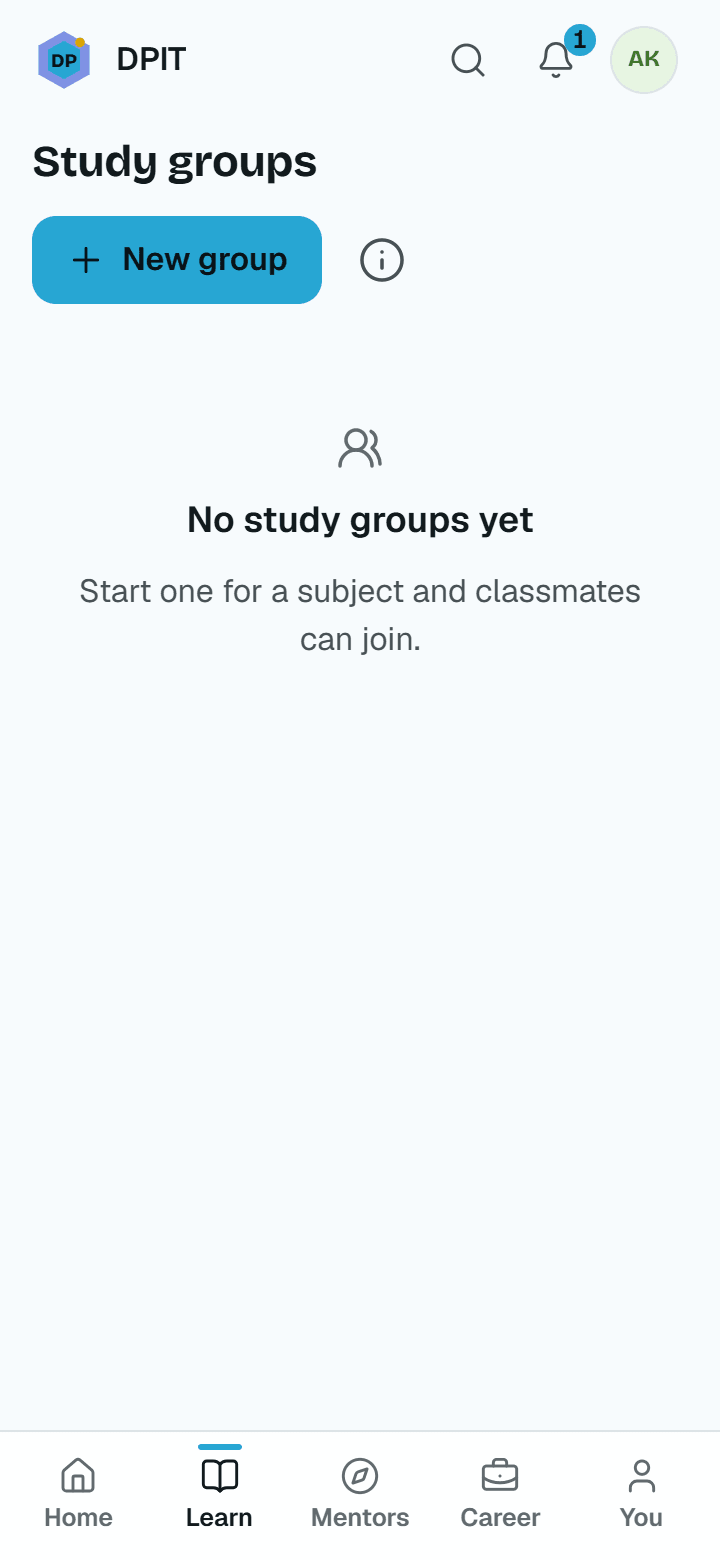 DP
DPIT
1
AK
Study groups
New group
No study groups yet
Start one for a subject and classmates
can join.
Home
Learn
Mentors
Career
You